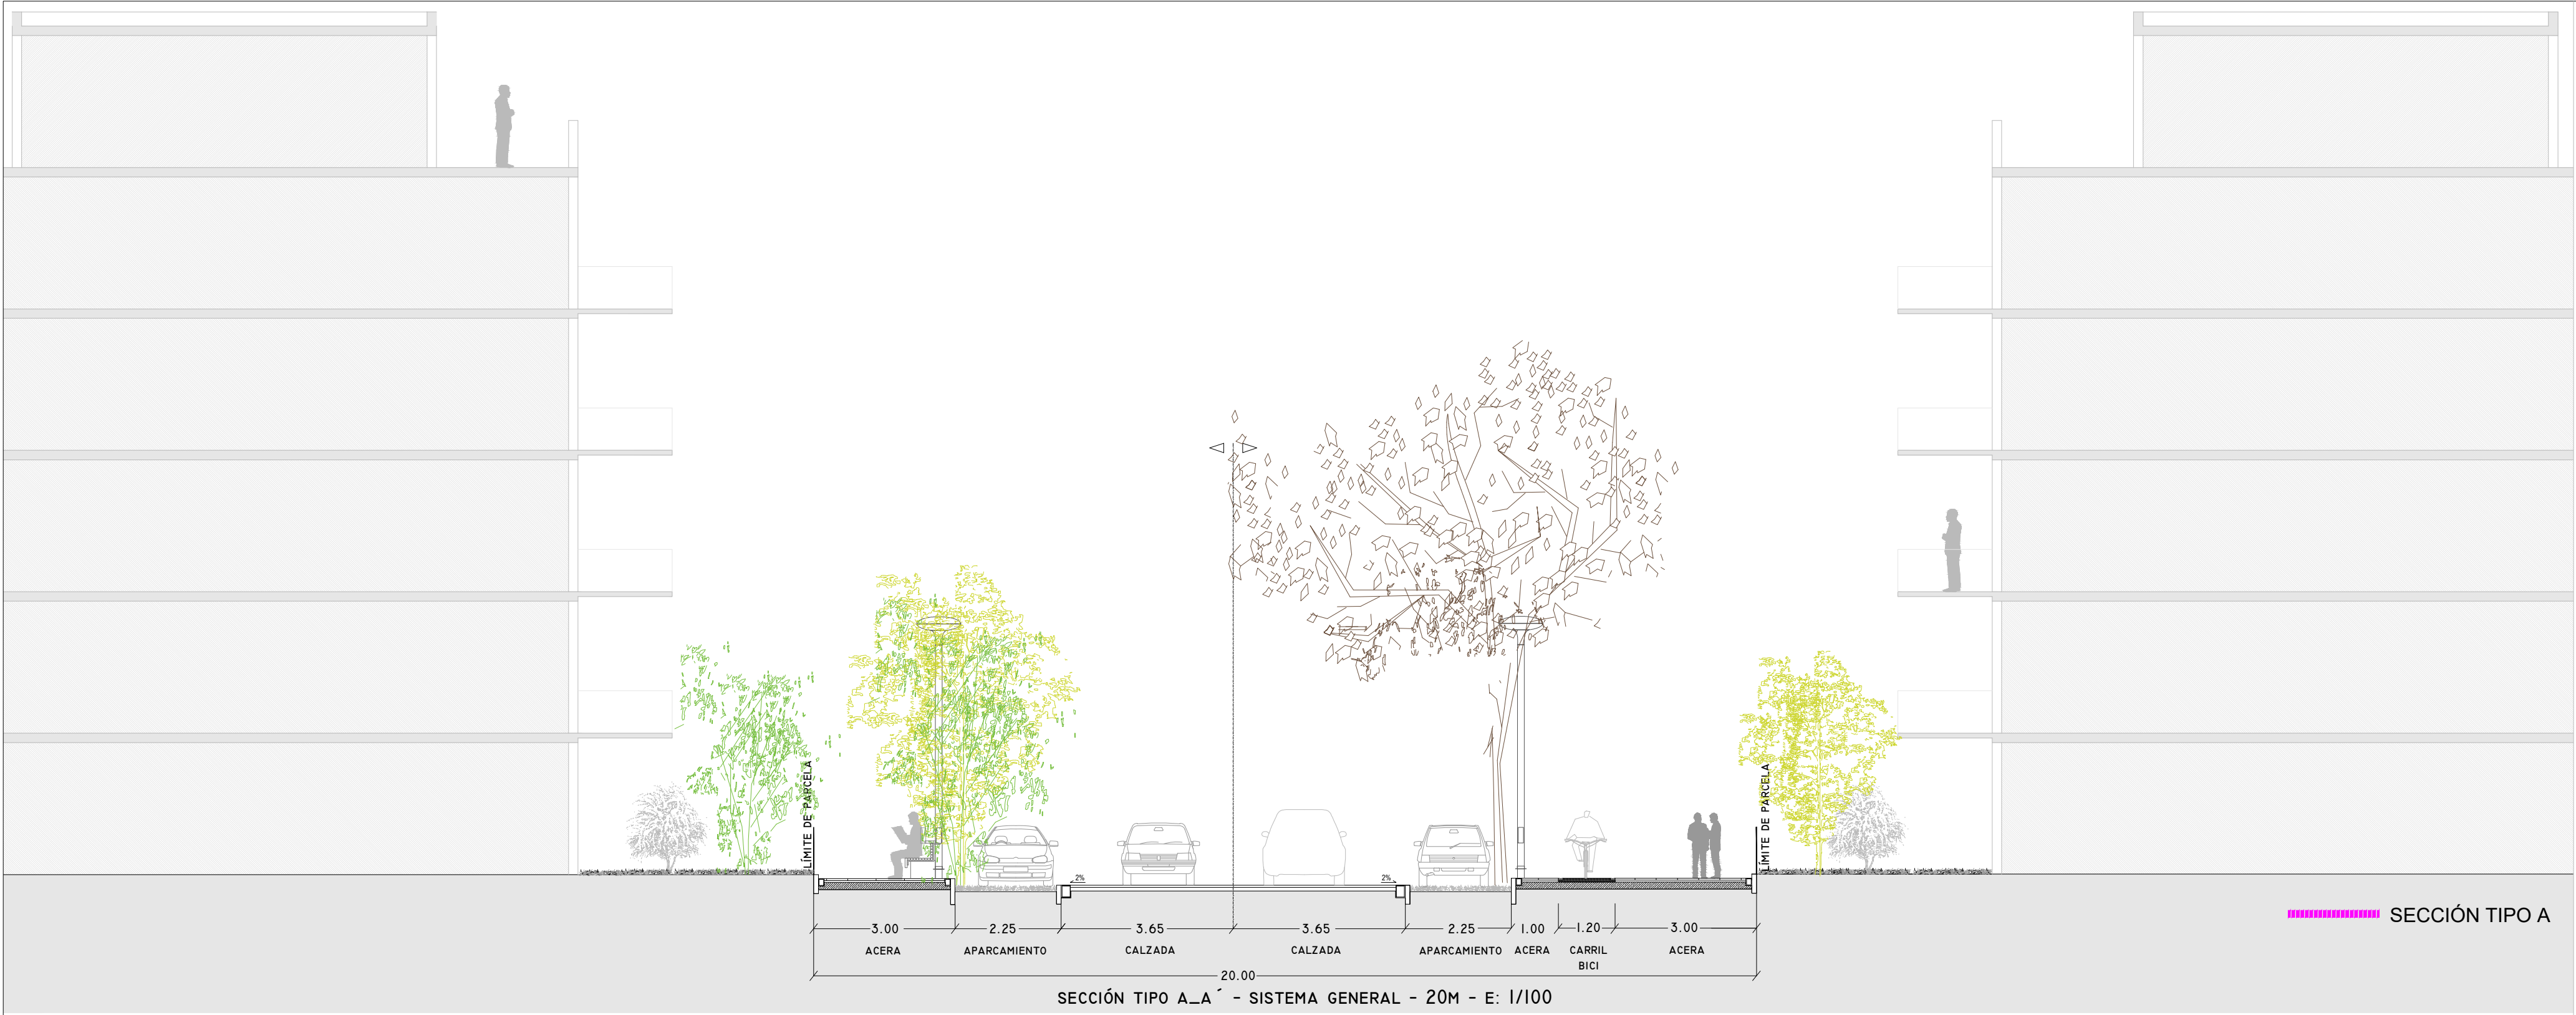 LÍMITE DE PARCELA
LÍMITE DE PARCELA
2%
2%
3.00
2.25
3.65
3.65
2.25
1.00
1.20
3.00
ACERA
APARCAMIENTO
CALZADA
CALZADA
APARCAMIENTO
ACERA
CARRIL
BICI
ACERA
20.00
SECCIÓN TIPO A_A´ - SISTEMA GENERAL - 20M - E: 1/100
SECCIÓN TIPO A